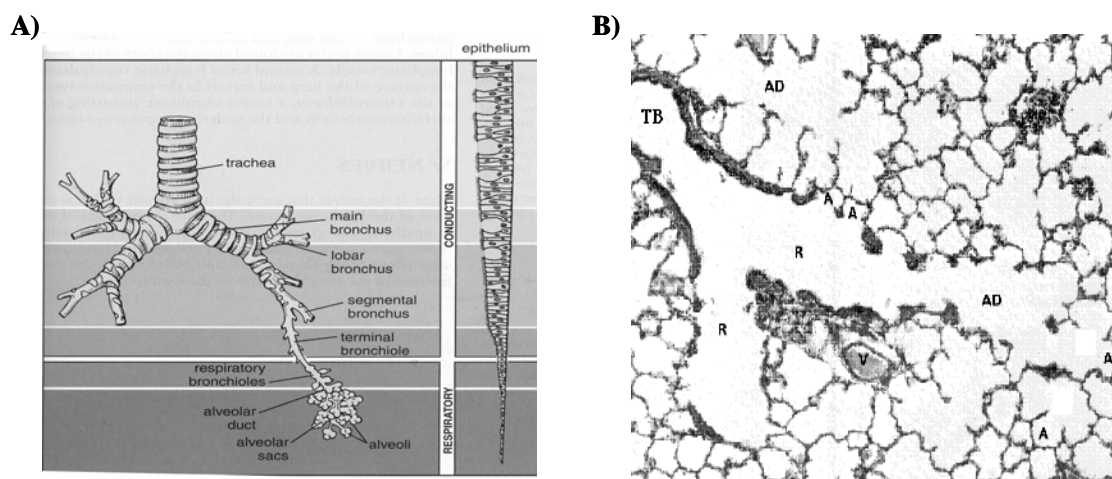 A)
epithelium
trachea
main
bronchus
lobar
bronchus
segmental
bronchus
terminal
bronchiole
respiratory
bronchioles
alveolar
duct
alveolar
sacs
alveoli
CONDUCTING
RESPIRATORY
B)
AD
TB
A
A
R
AD
R
V
A
A